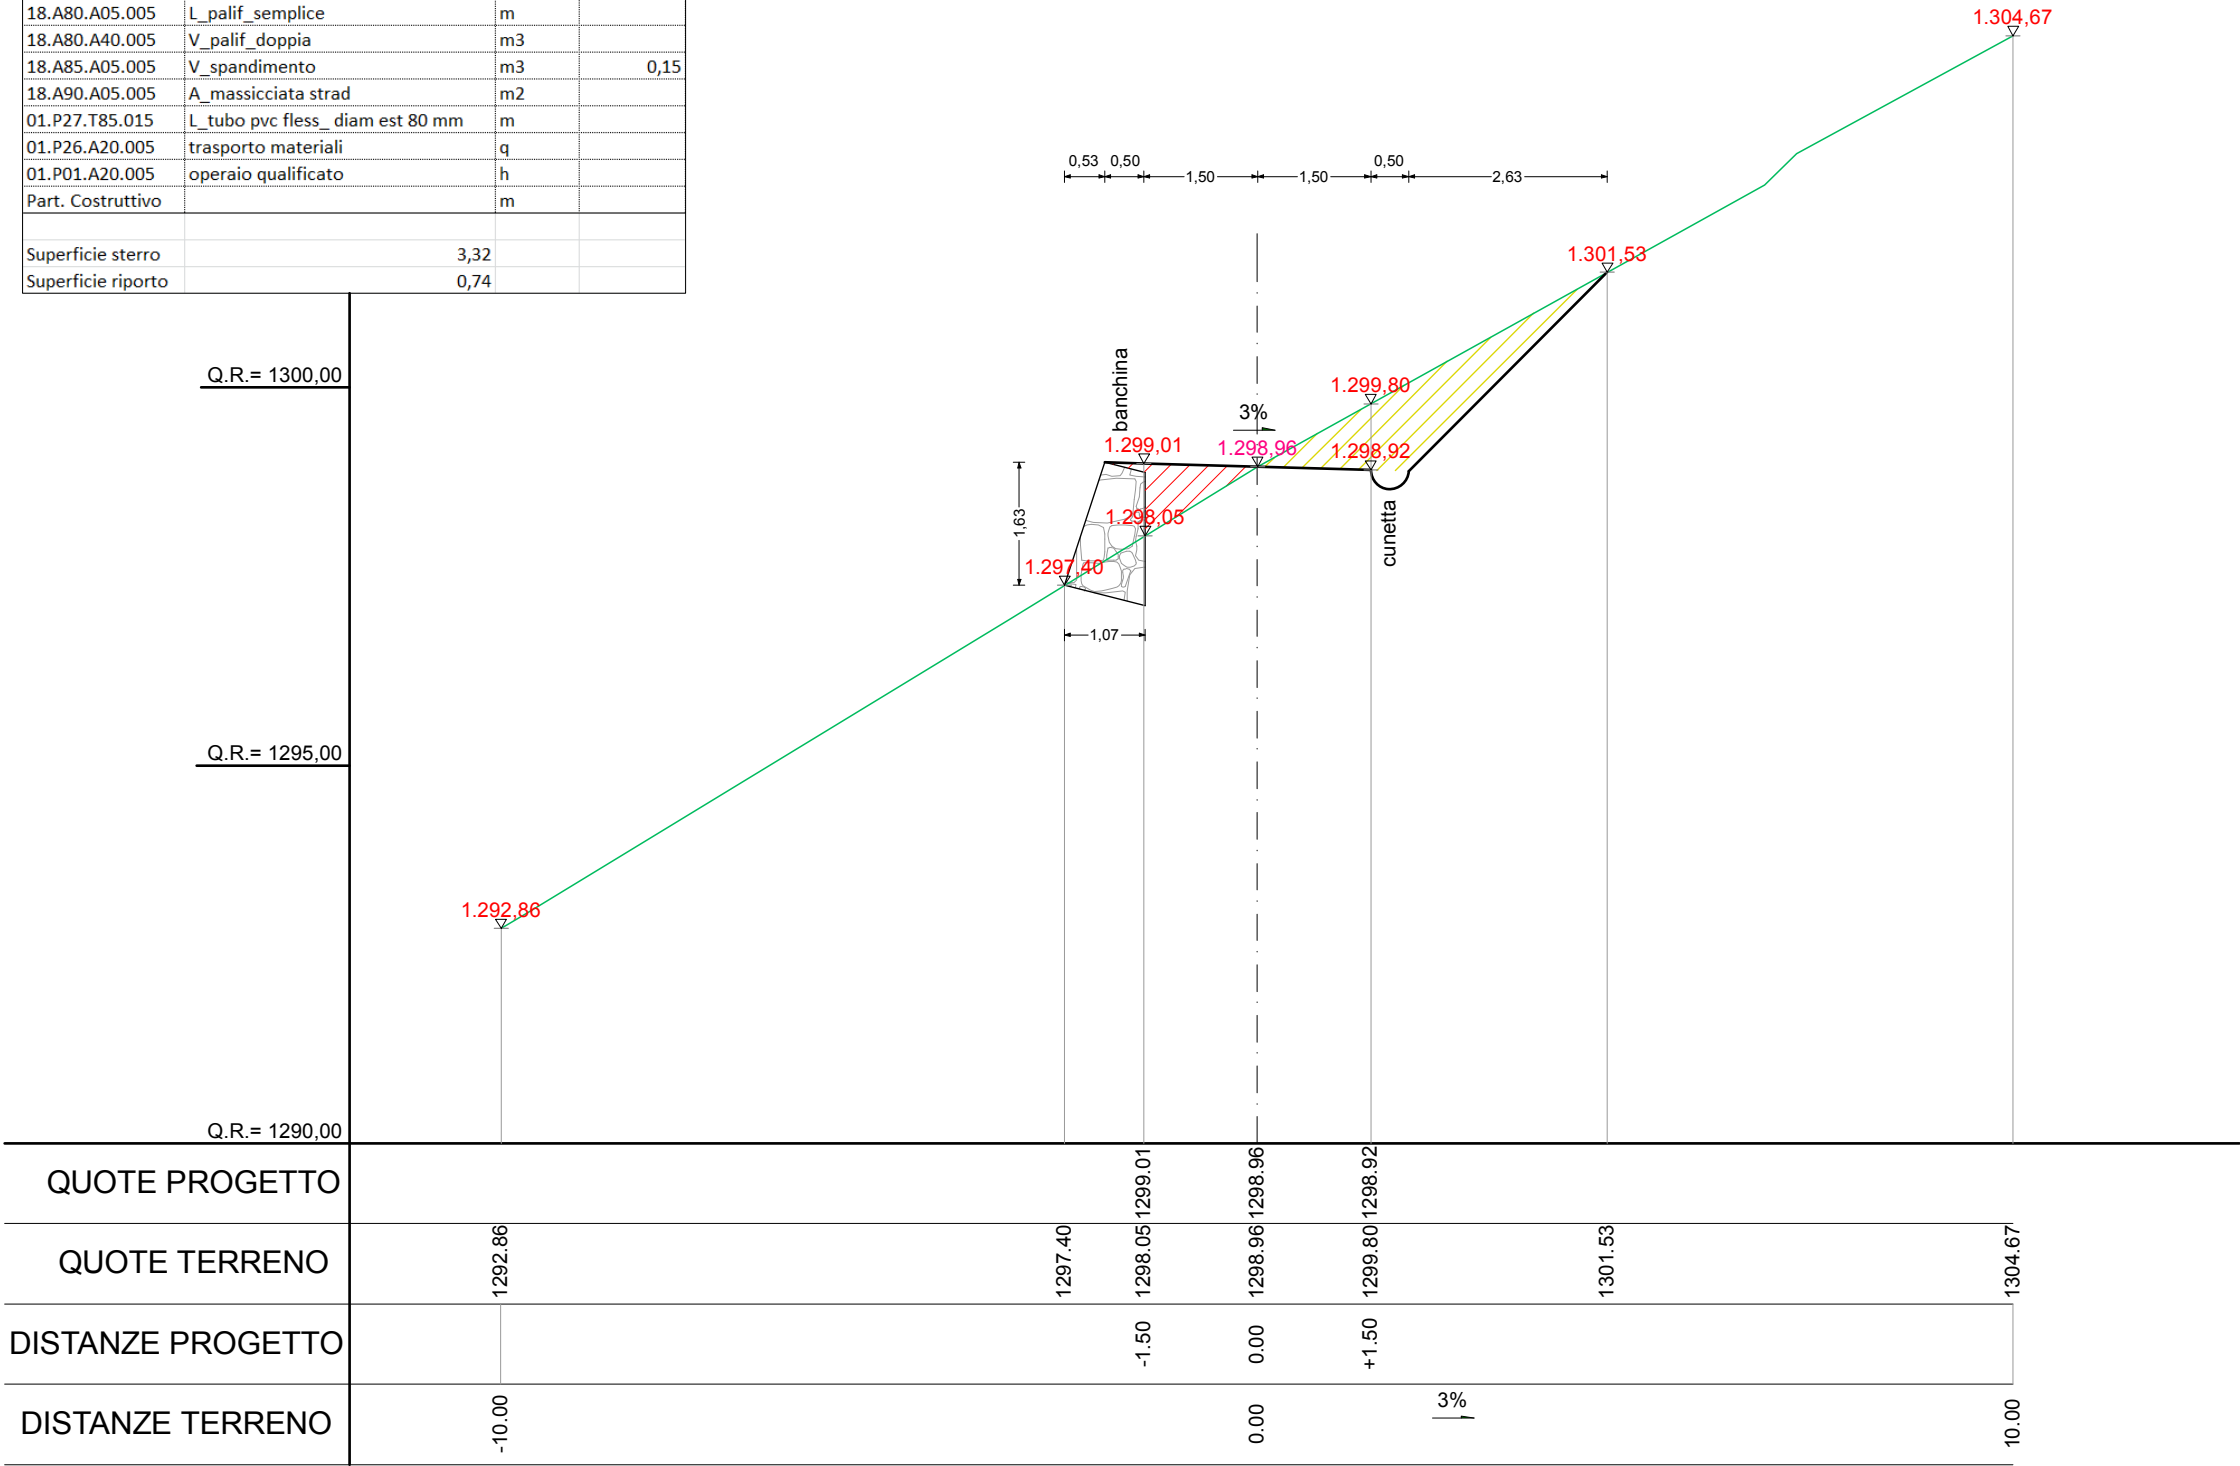 18.A80.A05.005 L_palif_semplice m
18.A80.A40.005 V_palif_doppia m3
18.A85.A05.005 V_spandimento m3 0,15
18.A90.A05.005 A_massicciata strad m2
01.P27.T85.015 L_tubo pvc fless_ diam est 80 mm m
01.P26.A20.005 trasporto materiali q
01.P01.A20.005 operaio qualificato h
Part. Costruttivo m
Superficie sterro 3,32
Superficie riporto 0,74
1.304,67
0,53 0,50 1,50 1,50 0,50 2,63
1.301,53
Q.R.= 1300,00
banchina
1.299,80
3%
1.299,01
1.298,96
1.298,92
1,63
1.298,05
cunetta
1.297,40
1,07
Q.R.= 1295,00
1.292,86
Q.R.= 1290,00
QUOTE PROGETTO 1299.01 1298.96 1298.92
QUOTE TERRENO 1292.86 1297.40 1298.05 1298.96 1299.80 1301.53 1304.67
DISTANZE PROGETTO -1.50 0.00 +1.50
DISTANZE TERRENO -10.00 0.00 3% 10.00